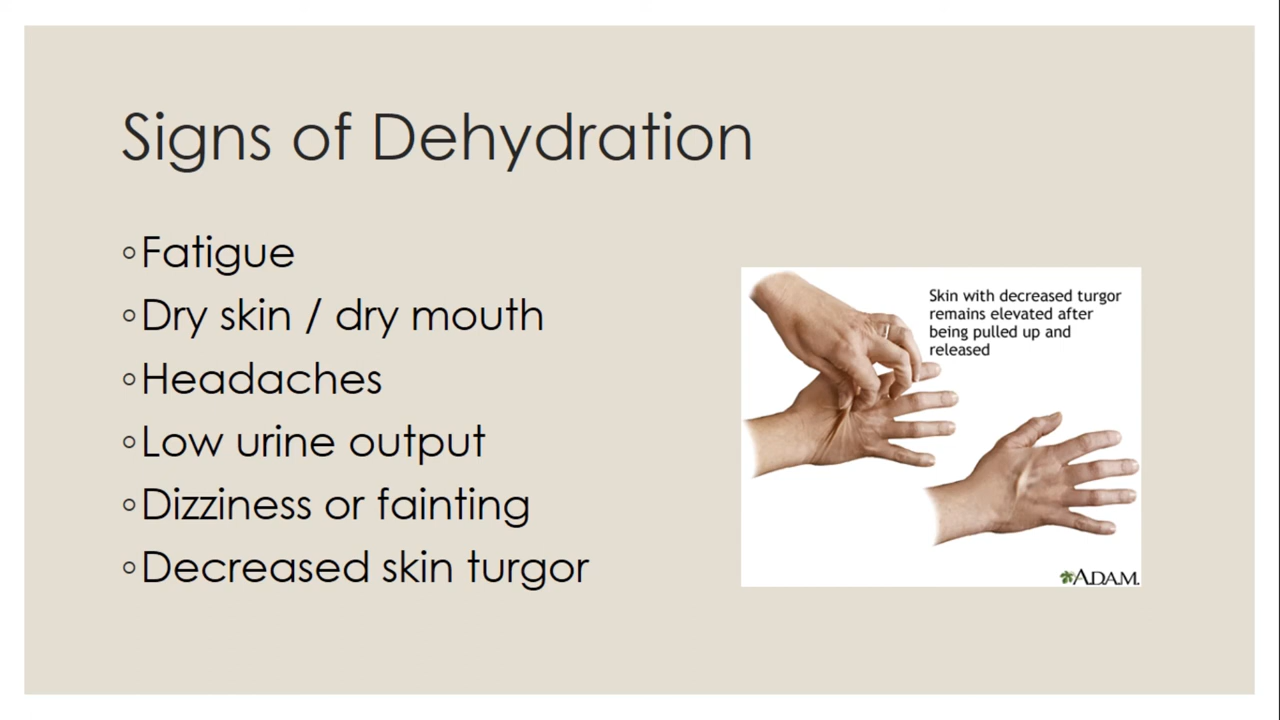 Signs of Dehydration
◦Fatigue
◦Dry skin / dry mouth
◦Headaches
◦Low urine output
◦Dizziness or fainting
◦Decreased skin turgor
Skin with decreased turgor
remains elevated after
being pulled up and
released
ADAM.